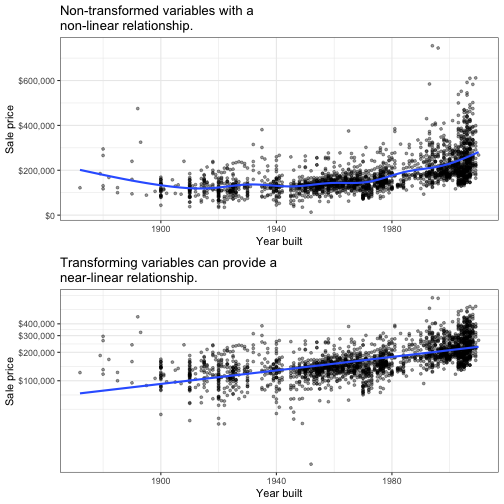 Non-transformed variables with a
non-linear relationship.
$600,000
$400,000
$200,000
$0
Sale price
1900
1940
1980
Year built
Transforming variables can provide a
near-linear relationship.
$400,000
$300,000
$200,000
$100,000
Sale price
1900
1940
1980
Year built